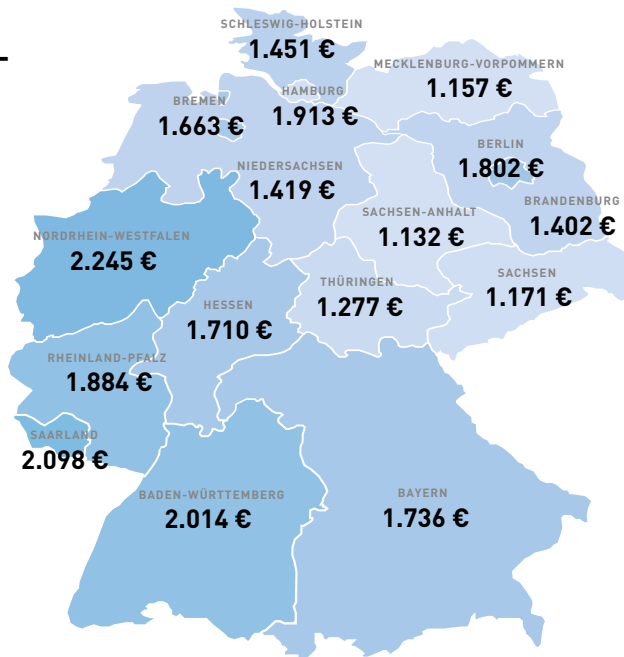 SCHLESWIG-HOLSTEIN
1.451 €
MECKLENBURG-VORPOMMERN
1.157 €
HAMBURG
1.913 €
BREMEN
1.663 €
BERLIN
1.802 €
NIEDERSACHSEN
1.419 €
BRANDENBURG
1.402 €
SACHSEN-ANHALT
1.132 €
NORDRHEIN-WESTFALEN
2.245 €
SACHSEN
1.171 €
THÜRINGEN
1.277 €
HESSEN
1.710 €
RHEINLAND-PFALZ
1.884 €
SAARLAND
2.098 €
BADEN-WÜRTTEMBERG
2.014 €
BAYERN
1.736 €